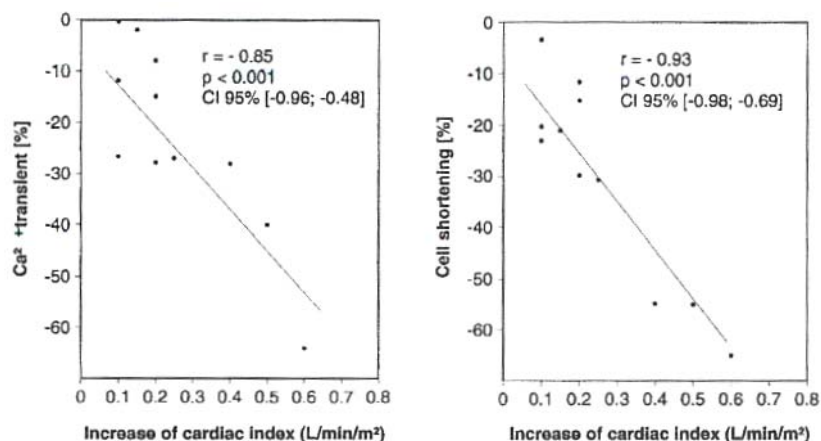 0
-10
-20
-30
-40
-50
-60
Ca² +transient [%]
r = - 0.85
p < 0.001
CI 95% [-0.96; -0.48]
0 0.1 0.2 0.3 0.4 0.5 0.6 0.7 0.8
Increase of cardiac index (L/min/m²)
0
-10
-20
-30
-40
-50
-60
Cell shortening [%]
r = - 0.93
p < 0.001
CI 95% [-0.98; -0.69]
0 0.1 0.2 0.3 0.4 0.5 0.6 0.7 0.8
Increase of cardiac index (L/min/m²)